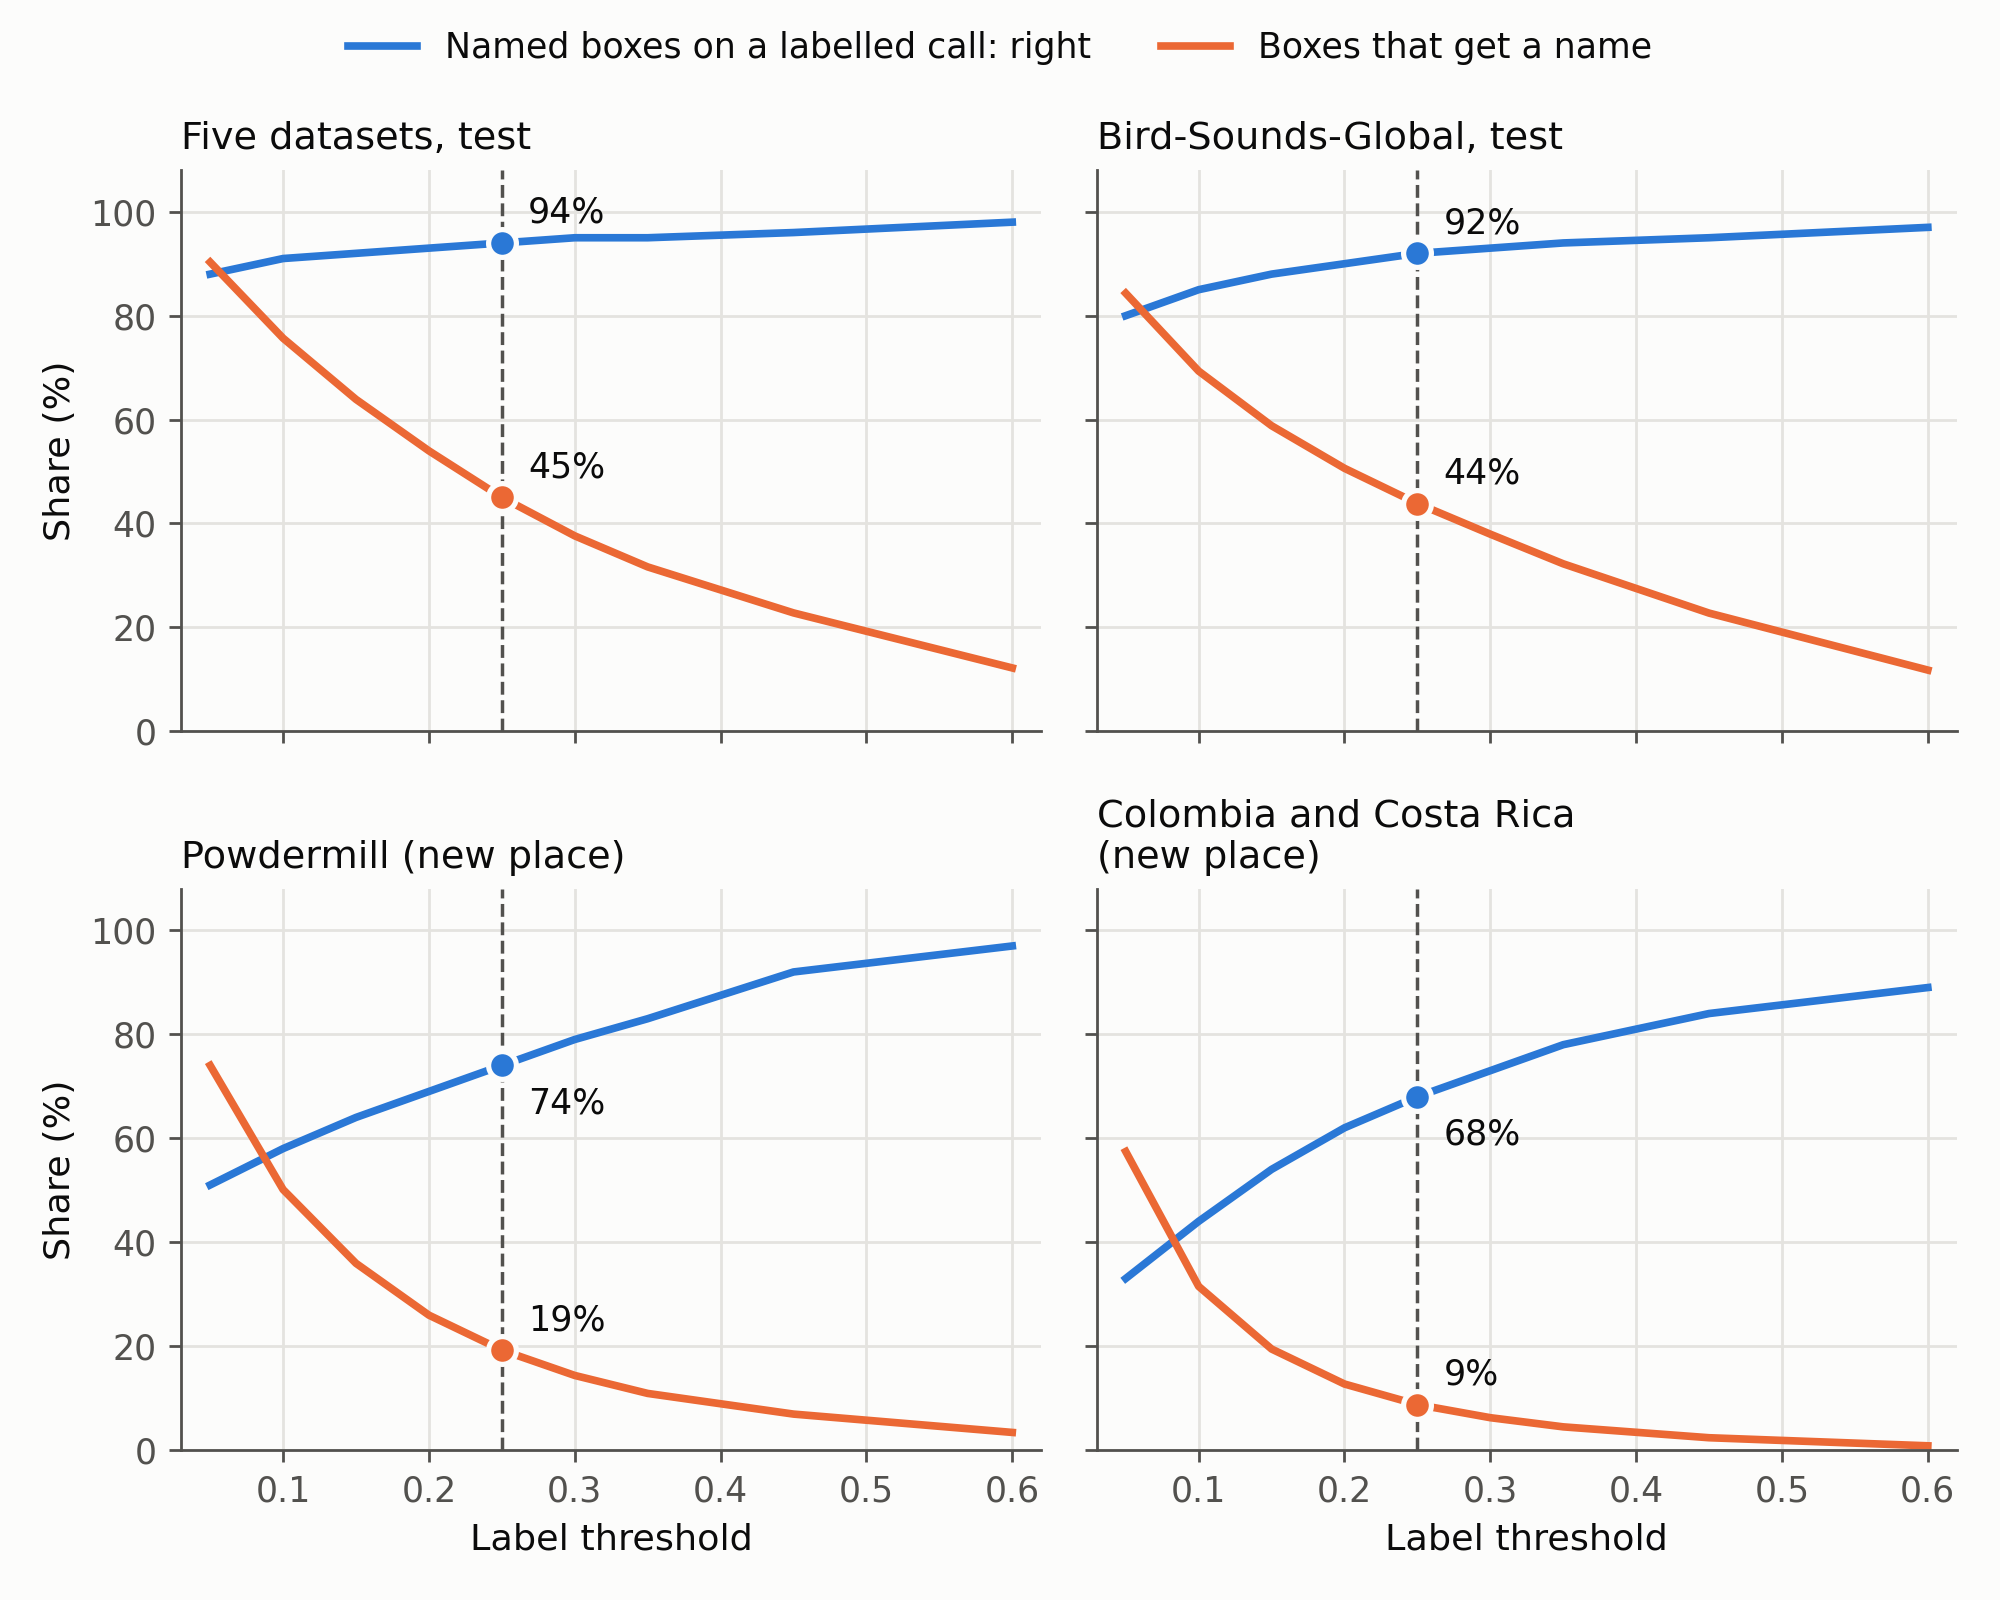 Named boxes on a labelled call: right
Boxes that get a name
Five datasets, test
Bird-Sounds-Global, test
Share (%)
100
80
60
40
20
0
94%
45%
92%
44%
Powdermill (new place)
Colombia and Costa Rica
(new place)
Share (%)
100
80
60
40
20
0
74%
19%
68%
9%
0.1 0.2 0.3 0.4 0.5 0.6
0.1 0.2 0.3 0.4 0.5 0.6
Label threshold
Label threshold